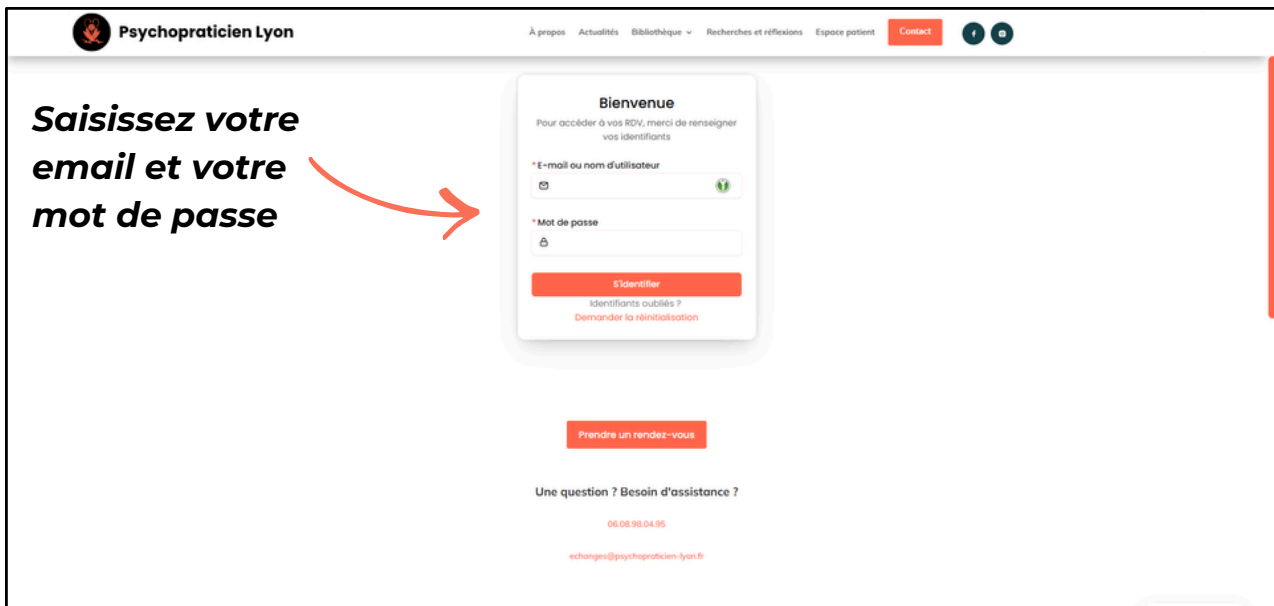 Psychopraticien Lyon
À propos Actualités Bibliothèque Recherches et réflexions Espace patient Contact
Saisissez votre
email et votre
mot de passe
Bienvenue
Pour accéder à vos RDV, merci de renseigner
vos identifiants
*E-mail ou nom d'utilisateur
*Mot de passe
S'identifier
Identifiants oubliés ?
Demander la réinitialisation
Prendre un rendez-vous
Une question ? Besoin d'assistance ?
06.08.98.04.95
echanges@psychopraticien-lyon.fr